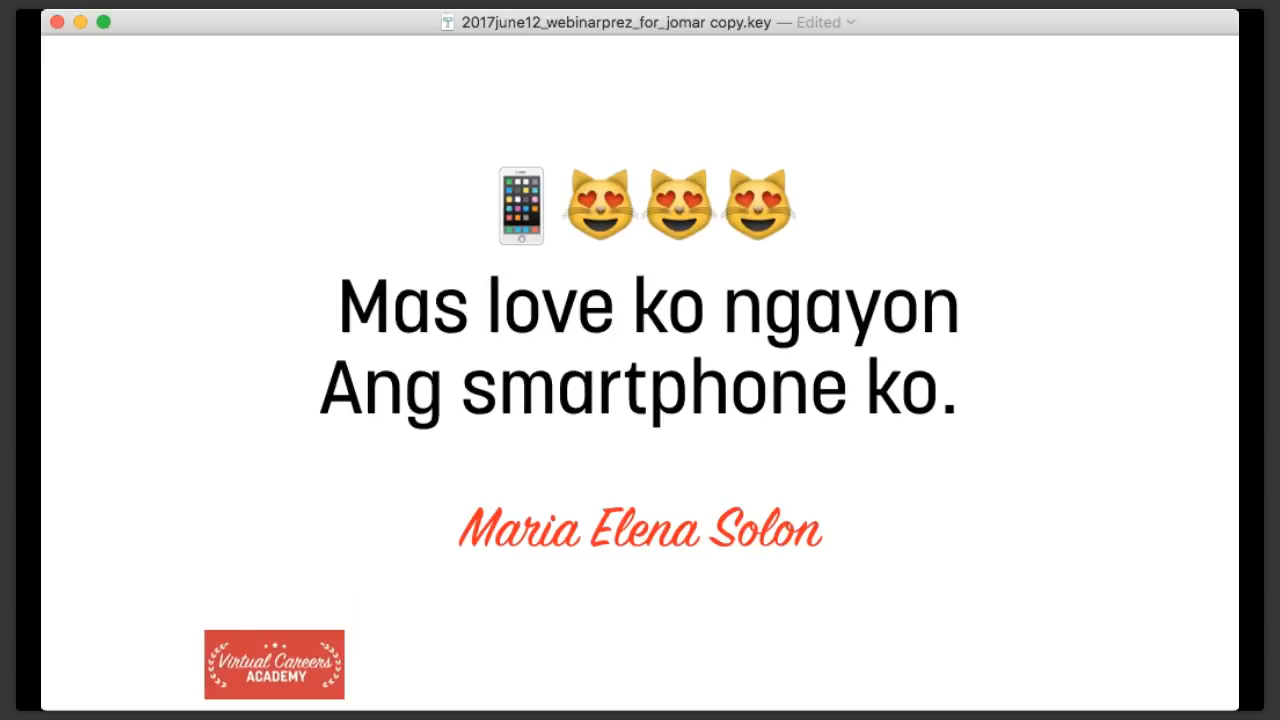 2017june12_webinarprez_for_jomar copy.key — Edited
Mas love ko ngayon
Ang smartphone ko.
Maria Elena Solon
Virtual Careers
ACADEMY